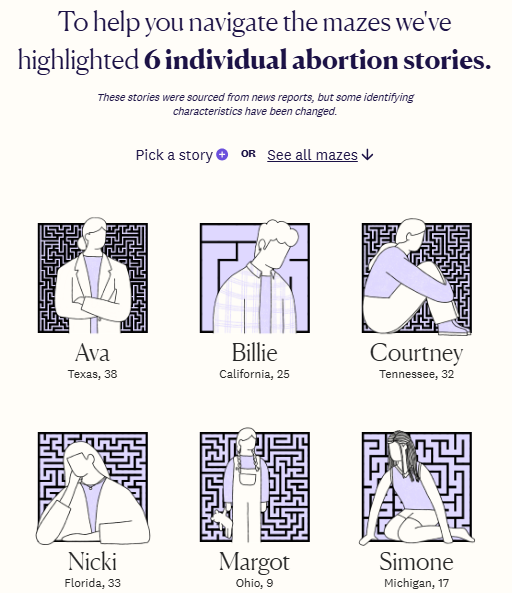 To help you navigate the mazes we've
highlighted 6 individual abortion stories.
These stories were sourced from news reports, but some identifying
characteristics have been changed.
Pick a story OR See all mazes
Ava Billie Courtney
Texas, 38 California, 25 Tennessee, 32
Nicki Margot Simone
Florida, 33 Ohio, 9 Michigan, 17